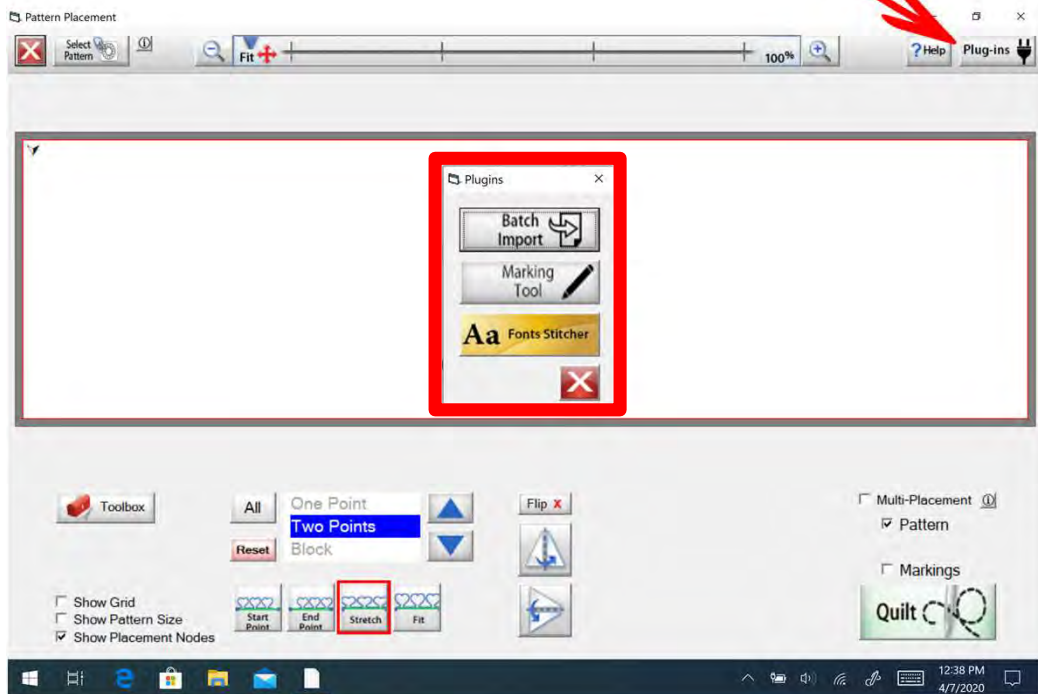 Pattern Placement
Select
Pattern
Fit
100%
? Help
Plug-ins
Plugins
Batch
Import
Marking
Tool
Aa Fonts Stitcher
Toolbox
All
Reset
One Point
Two Points
Block
Flip X
Multi-Placement
Pattern
Markings
Show Grid
Show Pattern Size
Show Placement Nodes
Start
Point
End
Point
Stretch
Fit
Quilt
12:38 PM
4/7/2020